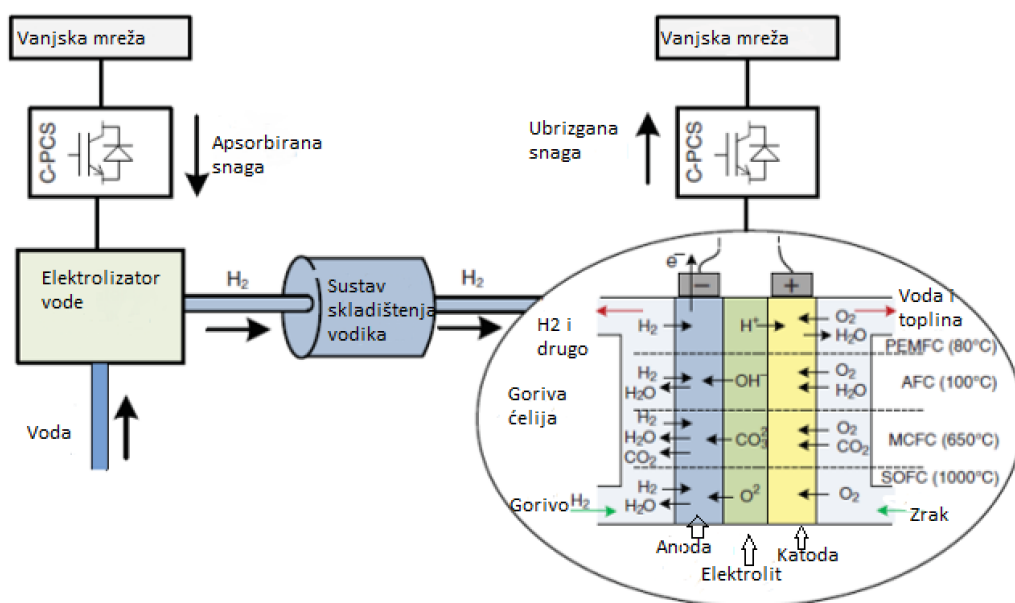 Vanjska mreža
Vanjska mreža
C-PCS
Apsorbirana
snaga
Ubrizgana
snaga
C-PCS
Elektrolizator
vode
H₂
Sustav
skladištenja
vodika
H₂
Voda
e⁻
−
+
H2 i
drugo
H₂
H⁺
O₂
H₂O
Voda i
toplina
PEMFC (80°C)
Goriva
ćelija
H₂
H₂O
OH⁻
O₂
H₂O
AFC (100°C)
H₂
H₂O
CO₂
CO₃²
O₂
CO₂
MCFC (650°C)
SOFC (1000°C)
Gorivo H₂
H₂
H₂O
O²
O₂
Zrak
Anoda
Elektrolit
Katoda